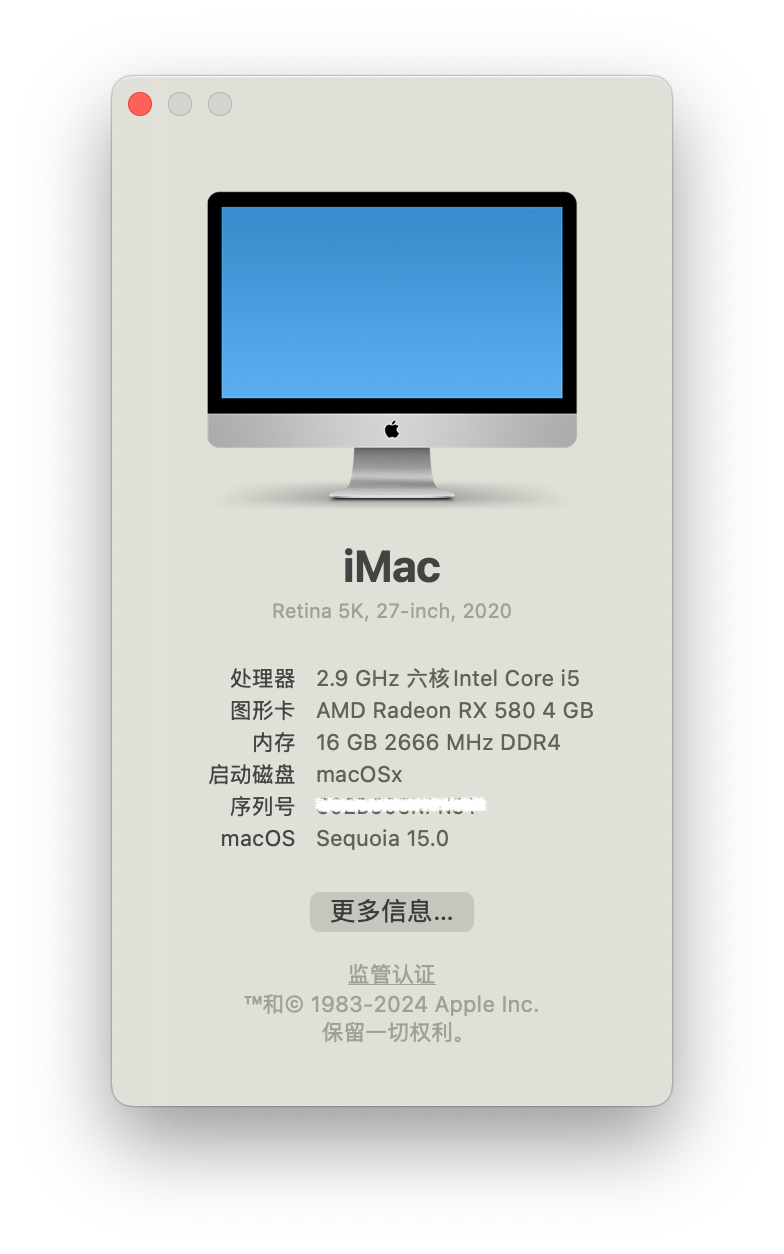 iMac
Retina 5K, 27-inch, 2020
处理器 2.9 GHz 六核Intel Core i5
图形卡 AMD Radeon RX 580 4 GB
内存 16 GB 2666 MHz DDR4
启动磁盘 macOSx
序列号
macOS Sequoia 15.0
更多信息...
监管认证
™和© 1983-2024 Apple Inc.
保留一切权利。